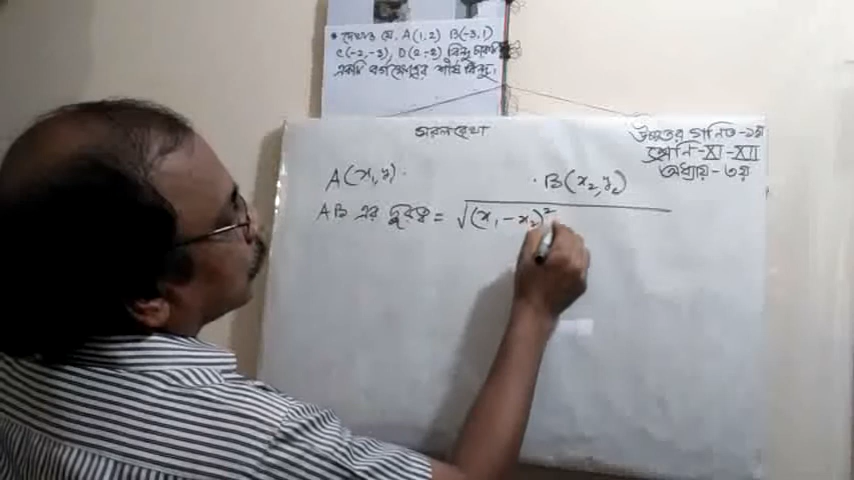 • দেখাও যে, A(1,2) B(-3,1)
C(-2,-3), D(2-2) বিন্দু চারটি
একটি বর্গক্ষেত্রের শীর্ষ বিন্দু।
সরলরেখা
উচ্চতর গণিত-১ম
শ্রেনি-XI-XII
অধ্যায়-৩য়
A(x₁,y₁) · · B(x₂,y₂)
AB এর দুরত্ব = √(x₁-x₂)²